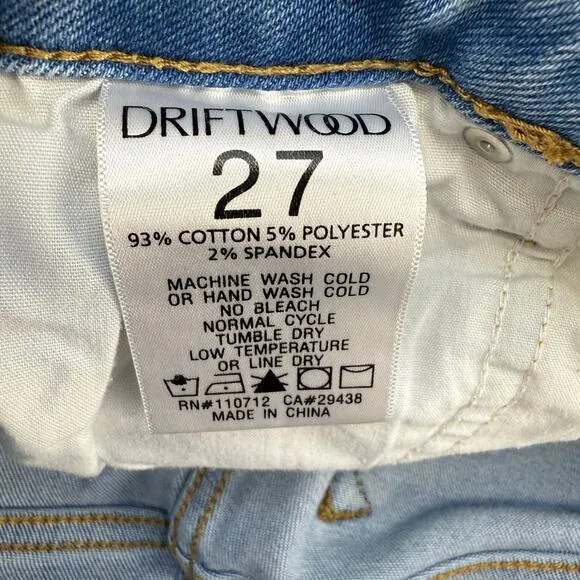 DRIFTWOOD
27
93% COTTON 5% POLYESTER
2% SPANDEX
MACHINE WASH COLD
OR HAND WASH COLD
NO BLEACH
NORMAL CYCLE
TUMBLE DRY
LOW TEMPERATURE
OR LINE DRY
RN#110712 CA#29438
MADE IN CHINA